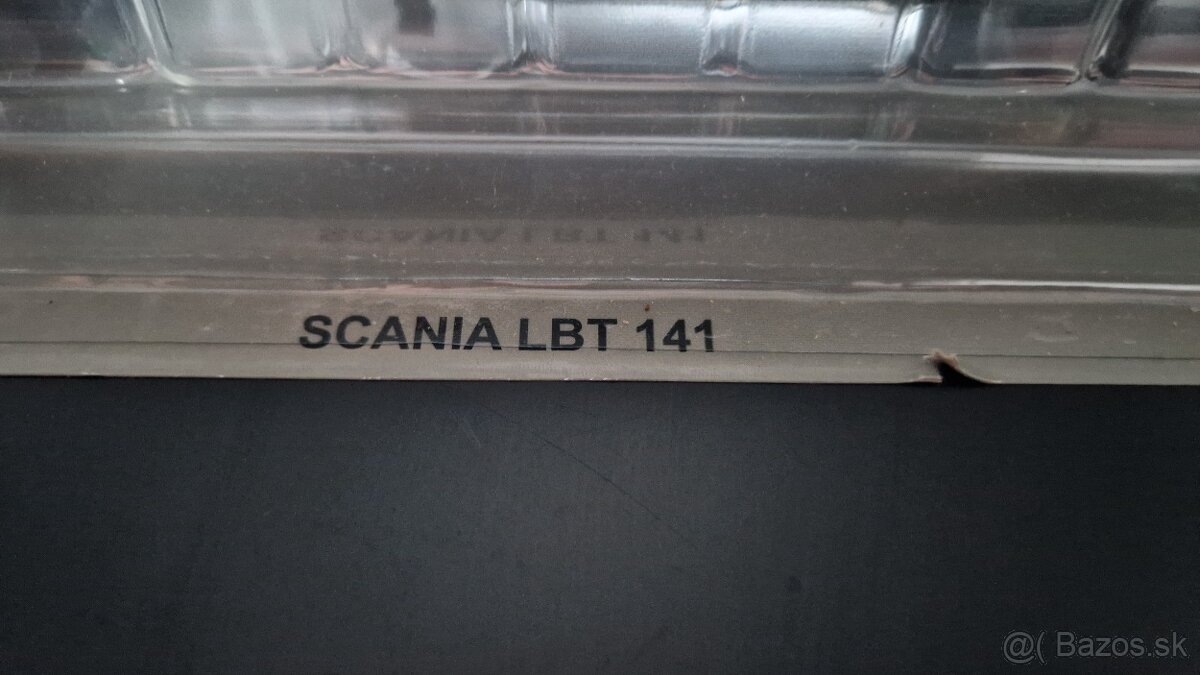 SCANIA LBT 141
@( Bazos.sk